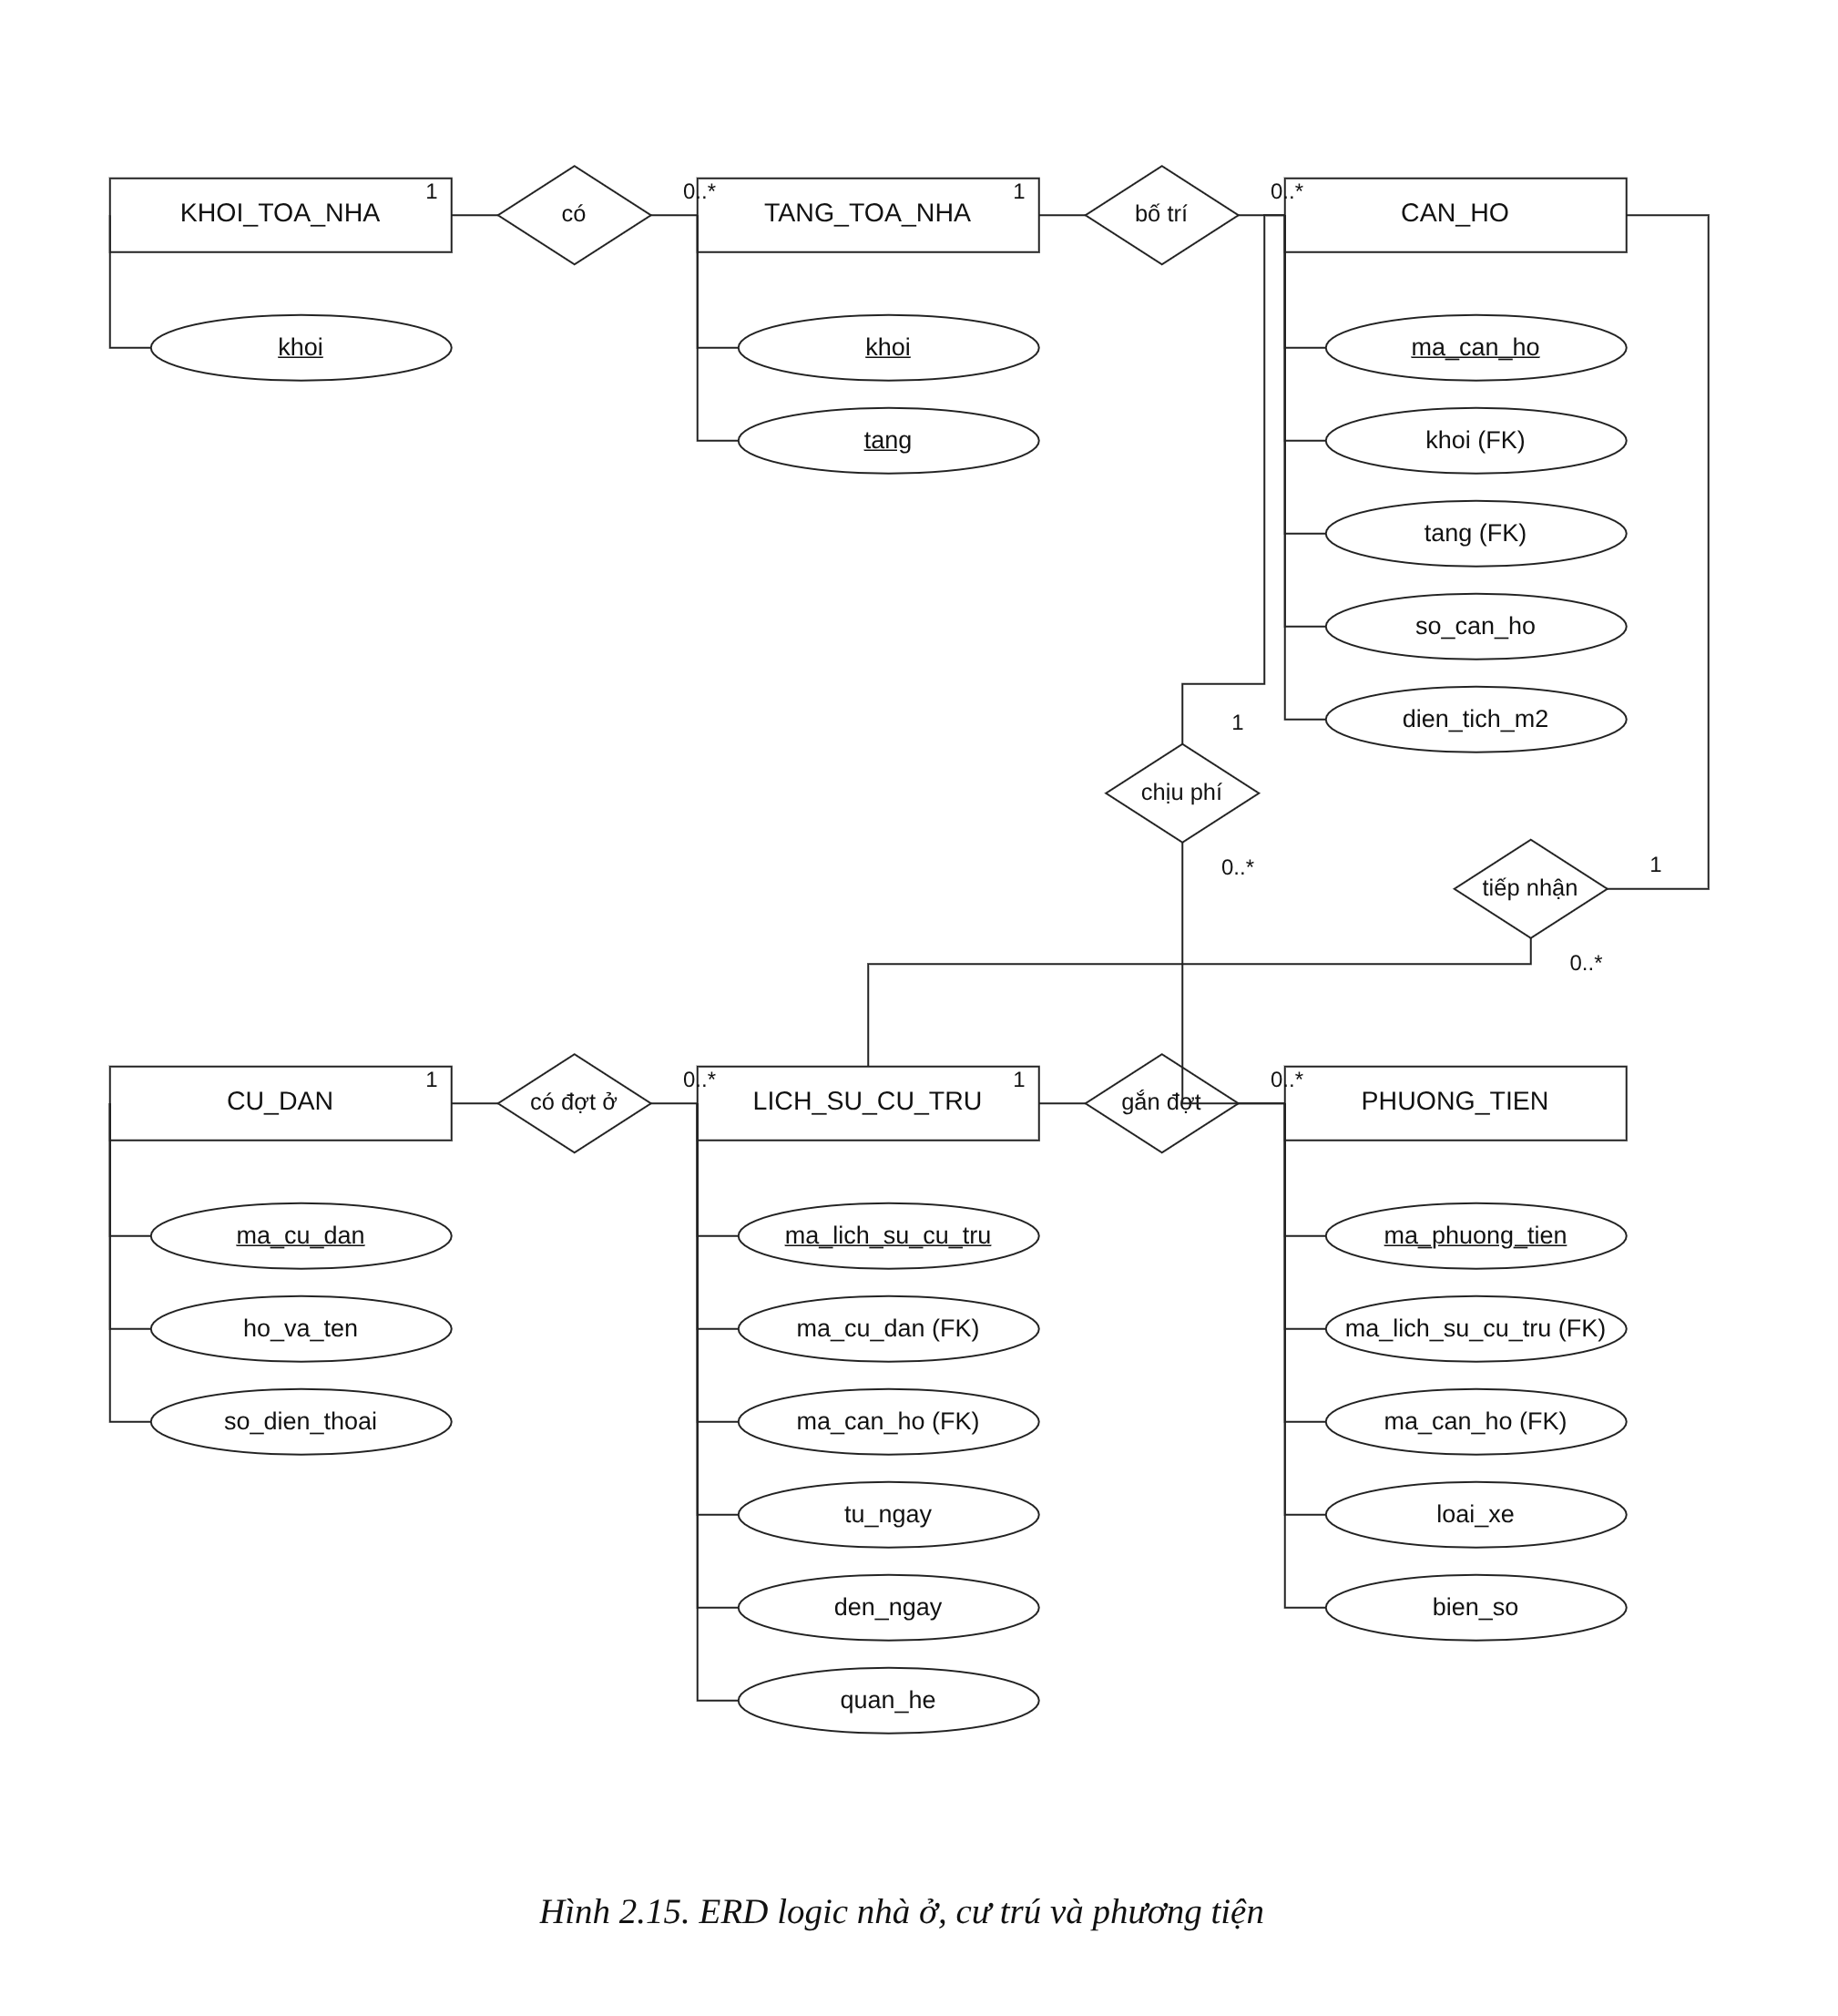 1
0..*
1
0..*
KHOI_TOA_NHA
có
TANG_TOA_NHA
bố trí
CAN_HO
khoi
khoi
ma_can_ho
tang
khoi (FK)
tang (FK)
so_can_ho
dien_tich_m2
1
chịu phí
0..*
1
tiếp nhận
0..*
1
0..*
1
0..*
CU_DAN
có đợt ở
LICH_SU_CU_TRU
gắn đợt
PHUONG_TIEN
ma_cu_dan
ma_lich_su_cu_tru
ma_phuong_tien
ho_va_ten
ma_cu_dan (FK)
ma_lich_su_cu_tru (FK)
so_dien_thoai
ma_can_ho (FK)
ma_can_ho (FK)
tu_ngay
loai_xe
den_ngay
bien_so
quan_he
Hình 2.15. ERD logic nhà ở, cư trú và phương tiện